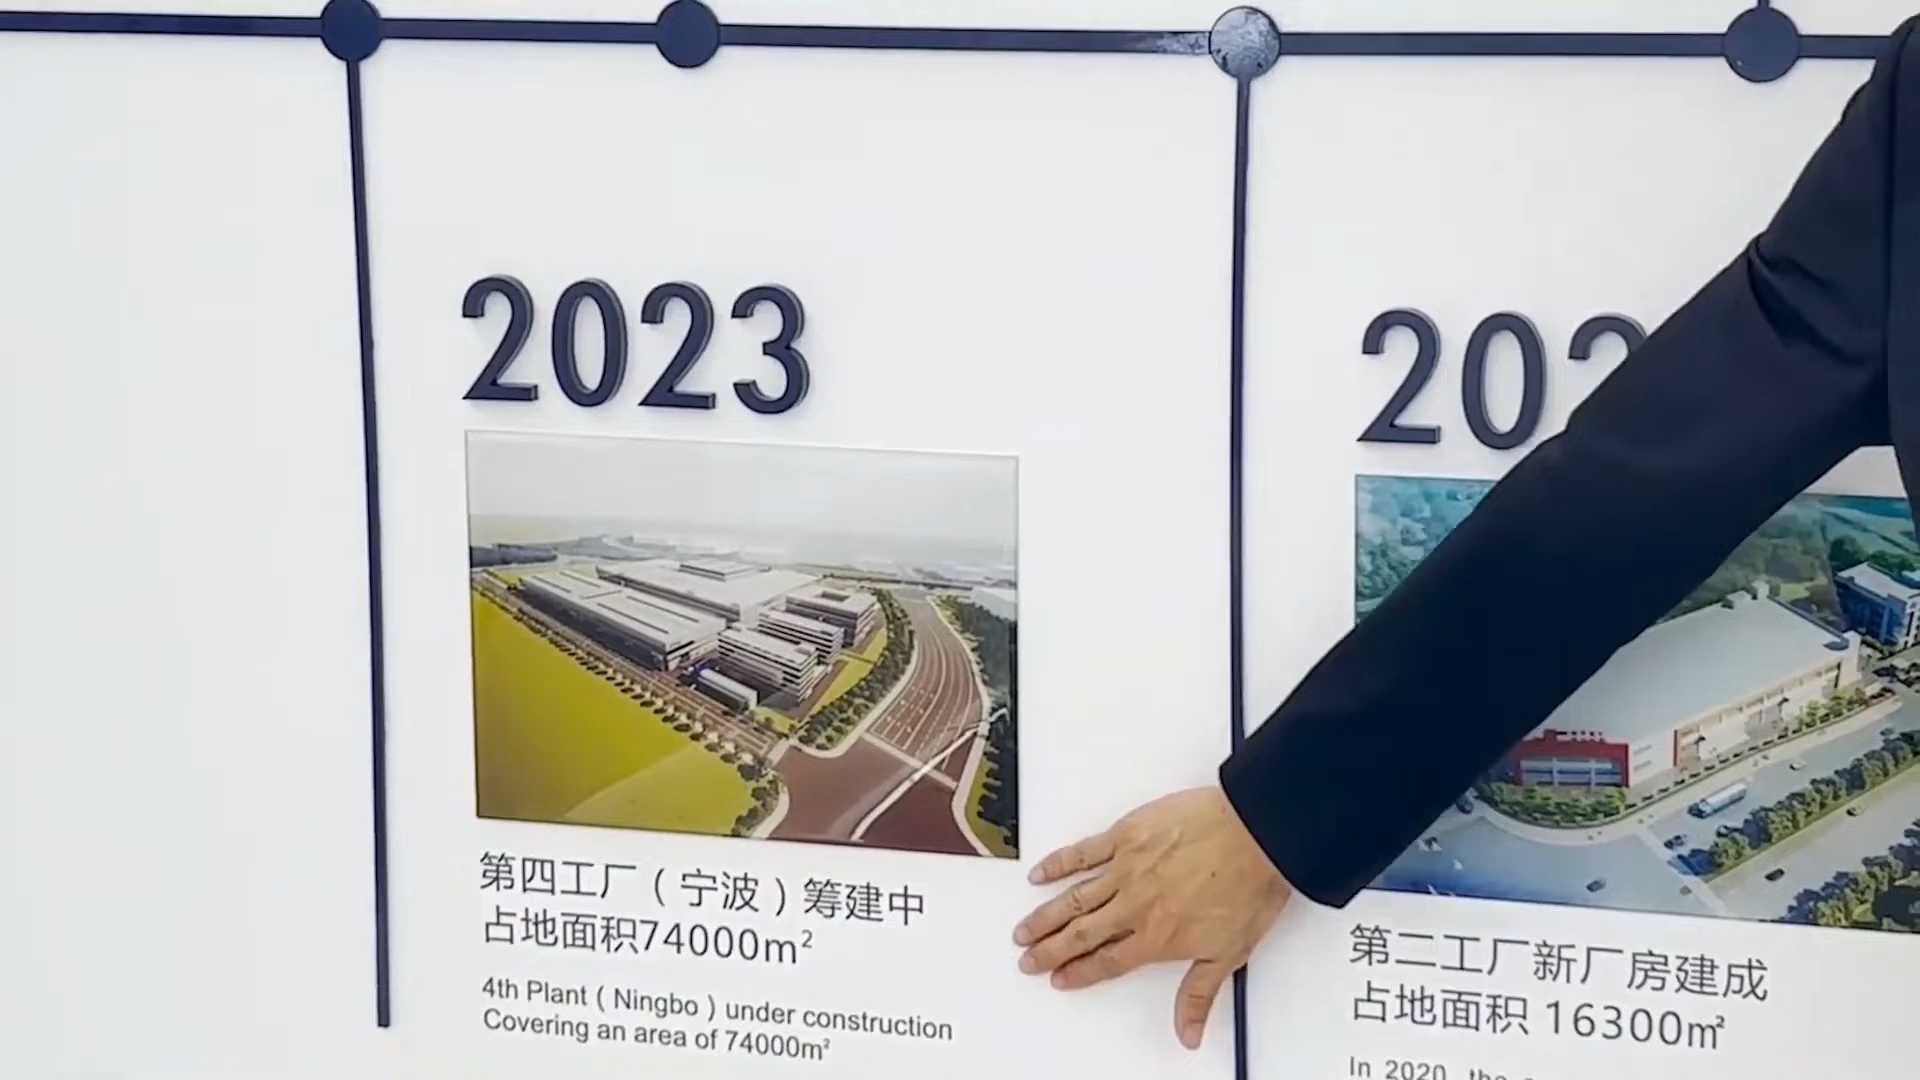 2023
第四工厂（宁波）筹建中
占地面积74000m²
4th Plant ( Ningbo ) under construction
Covering an area of 74000m²
202
第二工厂新厂房建成
占地面积 16300㎡
In 2020, the